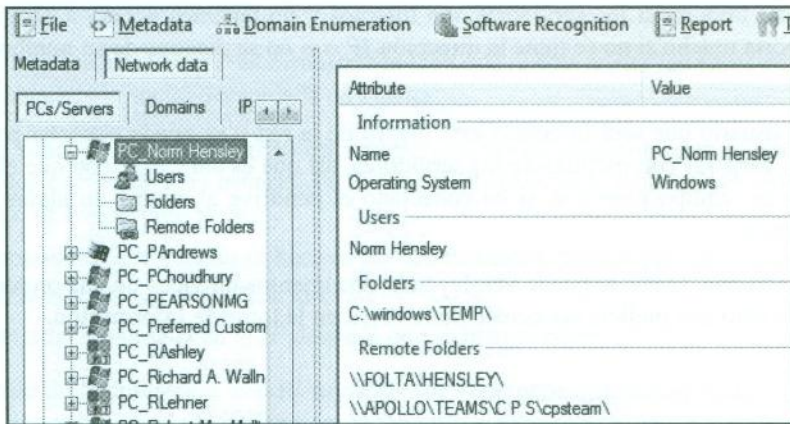 File Metadata Domain Enumeration Software Recognition Report T
Metadata Network data
PCs/Servers Domains IP
PC_Norm Hensley
Users
Folders
Remote Folders
PC_PAndrews
PC_PChoudhury
PC_PEARSONMG
PC_Preferred Custom
PC_RAshley
PC_Richard A. Walln
PC_RLehner
Attribute Value
Information
Name PC_Norm Hensley
Operating System Windows
Users
Norm Hensley
Folders
C:\windows\TEMP\
Remote Folders
\\FOLTA\HENSLEY\
\\APOLLO\TEAMS\C P S\cpsteam\